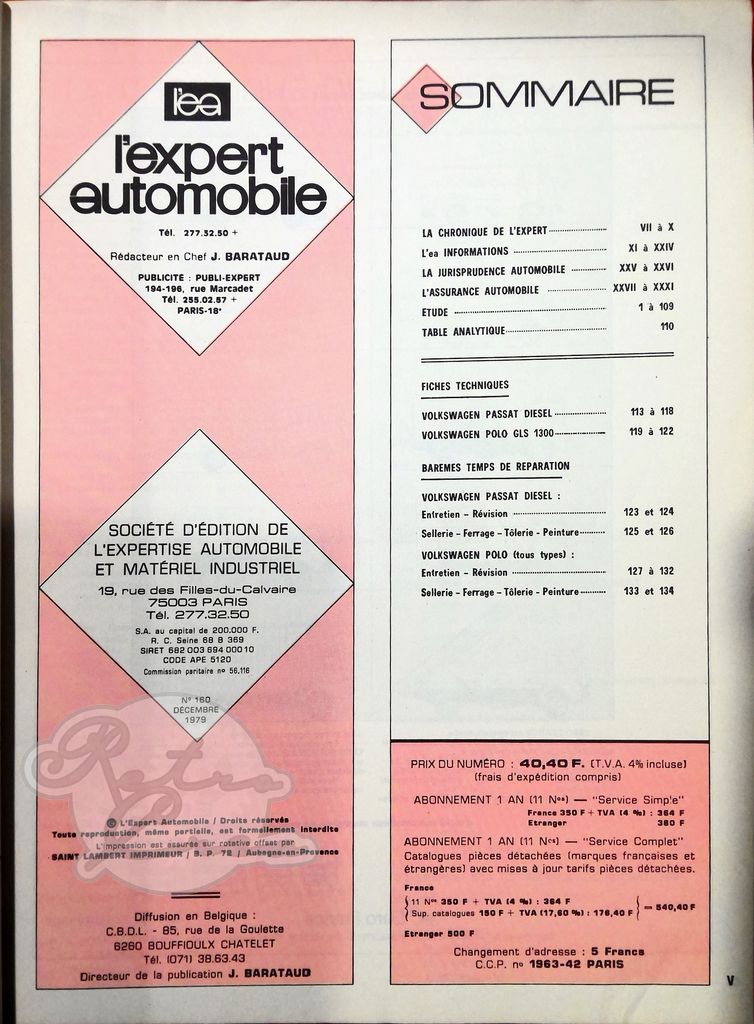 l'ea
l'expert
automobile
Tél. 277.32.50 +
Rédacteur en Chef J. BARATAUD
PUBLICITE : PUBLI-EXPERT
194-196, rue Marcadet
Tél. 255.02.57 +
PARIS-18e
SOCIÉTÉ D'ÉDITION DE
L'EXPERTISE AUTOMOBILE
ET MATÉRIEL INDUSTRIEL
19, rue des Filles-du-Calvaire
75003 PARIS
Tél. 277.32.50
S.A. au capital de 200.000 F.
R. C. Seine 68 B 369
SIRET 682 003 694 000 10
CODE APE 5120
Commission paritaire no 56.116
No 160
DÉCEMBRE
1979
Retro
© L'Expert Automobile / Droits réservés
Toute reproduction, même partielle, est formellement interdite
L'impression est assurée sur rotative offset par
SAINT LAMBERT IMPRIMEUR / B. P. 72 / Aubagne-en-Provence
Diffusion en Belgique :
C.B.D.L. - 85, rue de la Goulette
6260 BOUFFIOULX CHATELET
Tél. (071) 38.63.43
Directeur de la publication J. BARATAUD
SOMMAIRE
LA CHRONIQUE DE L'EXPERT VII à X
L'ea INFORMATIONS XI à XXIV
LA JURISPRUDENCE AUTOMOBILE XXV à XXVI
L'ASSURANCE AUTOMOBILE XXVII à XXXI
ETUDE 1 à 109
TABLE ANALYTIQUE 110
FICHES TECHNIQUES
VOLKSWAGEN PASSAT DIESEL 113 à 118
VOLKSWAGEN POLO GLS 1300 119 à 122
BAREMES TEMPS DE REPARATION
VOLKSWAGEN PASSAT DIESEL :
Entretien - Révision 123 et 124
Sellerie - Ferrage - Tôlerie - Peinture 125 et 126
VOLKSWAGEN POLO (tous types) :
Entretien - Révision 127 à 132
Sellerie - Ferrage - Tôlerie - Peinture 133 et 134
PRIX DU NUMÉRO : 40,40 F. (T.V.A. 4% incluse)
(frais d'expédition compris)
ABONNEMENT 1 AN (11 Nos) — "Service Simple"
France 350 F + TVA (4 %) : 364 F
Etranger 380 F
ABONNEMENT 1 AN (11 Nos) — "Service Complet"
Catalogues pièces détachées (marques françaises et
étrangères) avec mises à jour tarifs pièces détachées.
France
11 Nos 350 F + TVA (4 %) : 364 F
Sup. catalogues 150 F + TVA (17,60 %) : 176,40 F = 540,40 F
Etranger 500 F
Changement d'adresse : 5 Francs
C.C.P. no 1963-42 PARIS
V